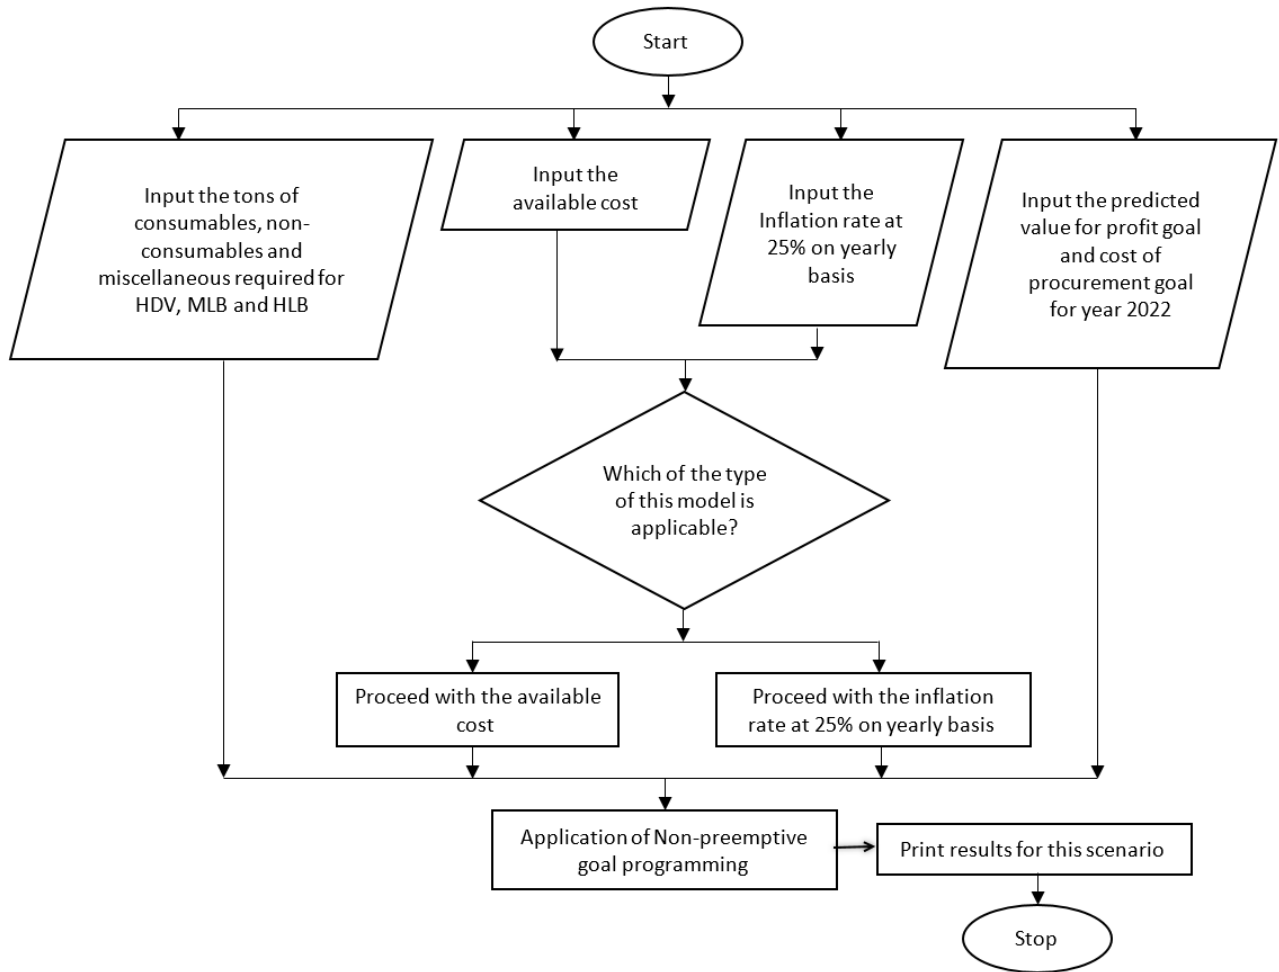 Start
Input the tons of
consumables, non-
consumables and
miscellaneous required for
HDV, MLB and HLB
Input the
available cost
Input the
Inflation rate at
25% on yearly
basis
Input the predicted
value for profit goal
and cost of
procurement goal
for year 2022
Which of the type
of this model is
applicable?
Proceed with the available
cost
Proceed with the inflation
rate at 25% on yearly basis
Application of Non-preemptive
goal programming
Print results for this scenario
Stop